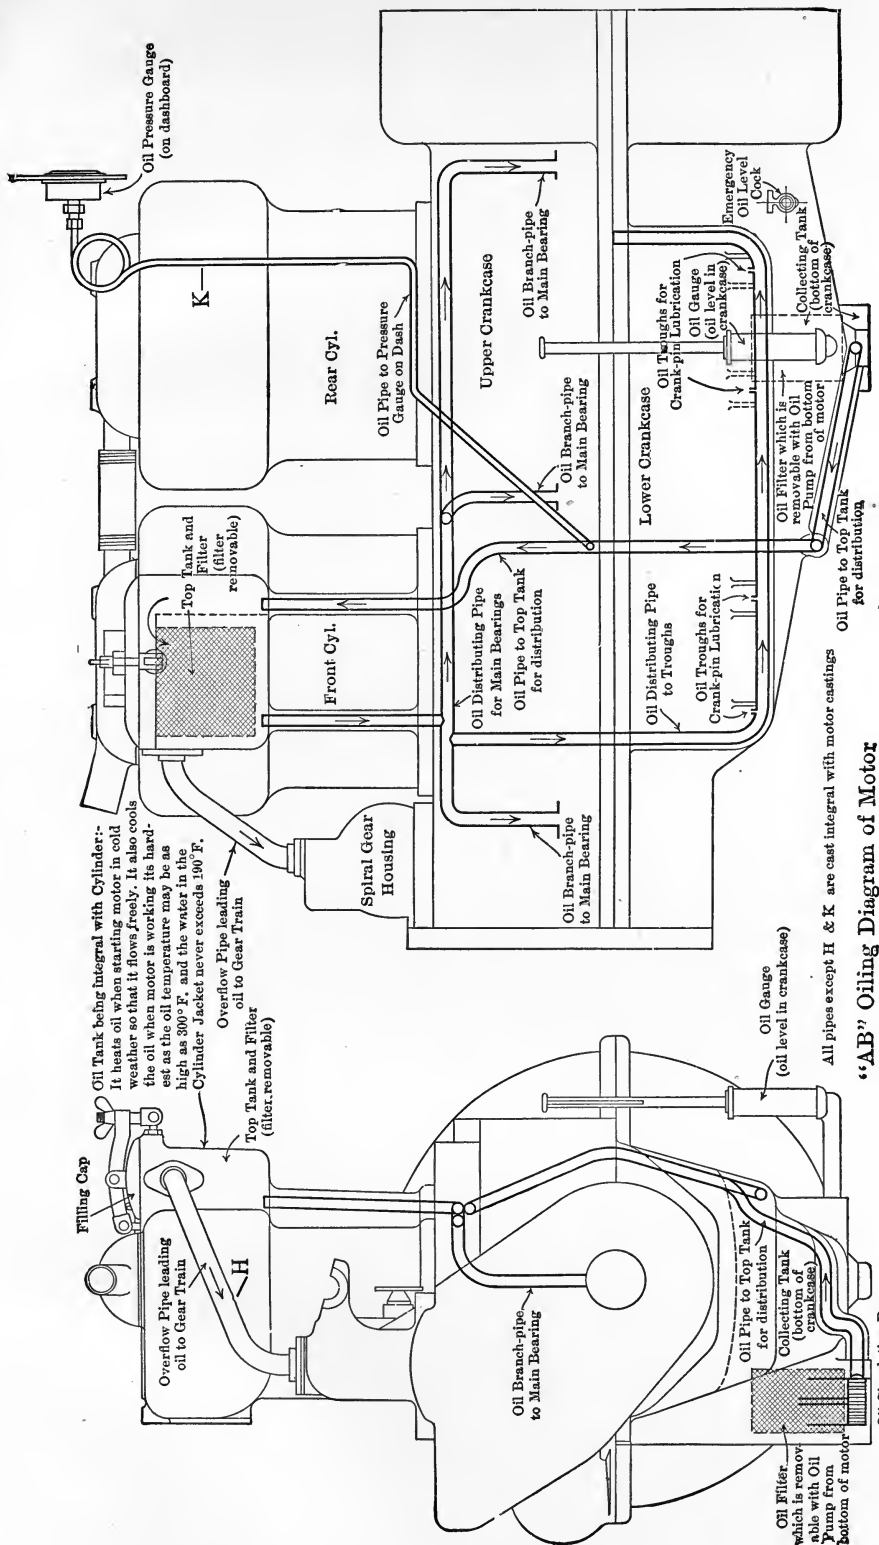 Filling Cap
Oil Tank being integral with Cylinder:-
It heats oil when starting motor in cold
weather so that it flows freely. It also cools
the oil when motor is working its hard-
est as the oil temperature may be as
high as 300° F. and the water in the
Cylinder Jacket never exceeds 190° F.
Overflow Pipe leading
oil to Gear Train
Top Tank and Filter
(filter removable)
Overflow Pipe leading
oil to Gear Train
H
Oil Branch-pipe
to Main Bearing
Oil Pipe to Top Tank
for distribution
Collecting Tank
(bottom of
crankcase)
Oil Filter
which is remov-
able with Oil
Pump from
bottom of motor
Oil Gauge
(oil level in crankcase)
Oil Pressure Gauge
(on dashboard)
Top Tank and
Filter
(filter
removable)
K
Rear Cyl.
Front Cyl.
Oil Pipe to Pressure
Gauge on Dash
Spiral Gear
Housing
Upper Crankcase
Oil Distributing Pipe
for Main Bearings
Oil Pipe to Top Tank
for distribution
Oil Branch-pipe
to Main Bearing
Oil Branch-pipe
to Main Bearing
Oil Branch-pipe
to Main Bearing
Lower Crankcase
Oil Distributing Pipe
to Troughs
Oil Troughs for
Crank-pin Lubrication
Oil Troughs for
Crank-pin Lubrication
Oil Gauge
(oil level in
crankcase)
Emergency
Oil Level
Cock
Collecting Tank
(bottom of
crankcase)
Oil Filter which is
removable with Oil
Pump from bottom
of motor
Oil Pipe to Top Tank
for distribution
All pipes except H & K are cast integral with motor castings
"AB" Oiling Diagram of Motor